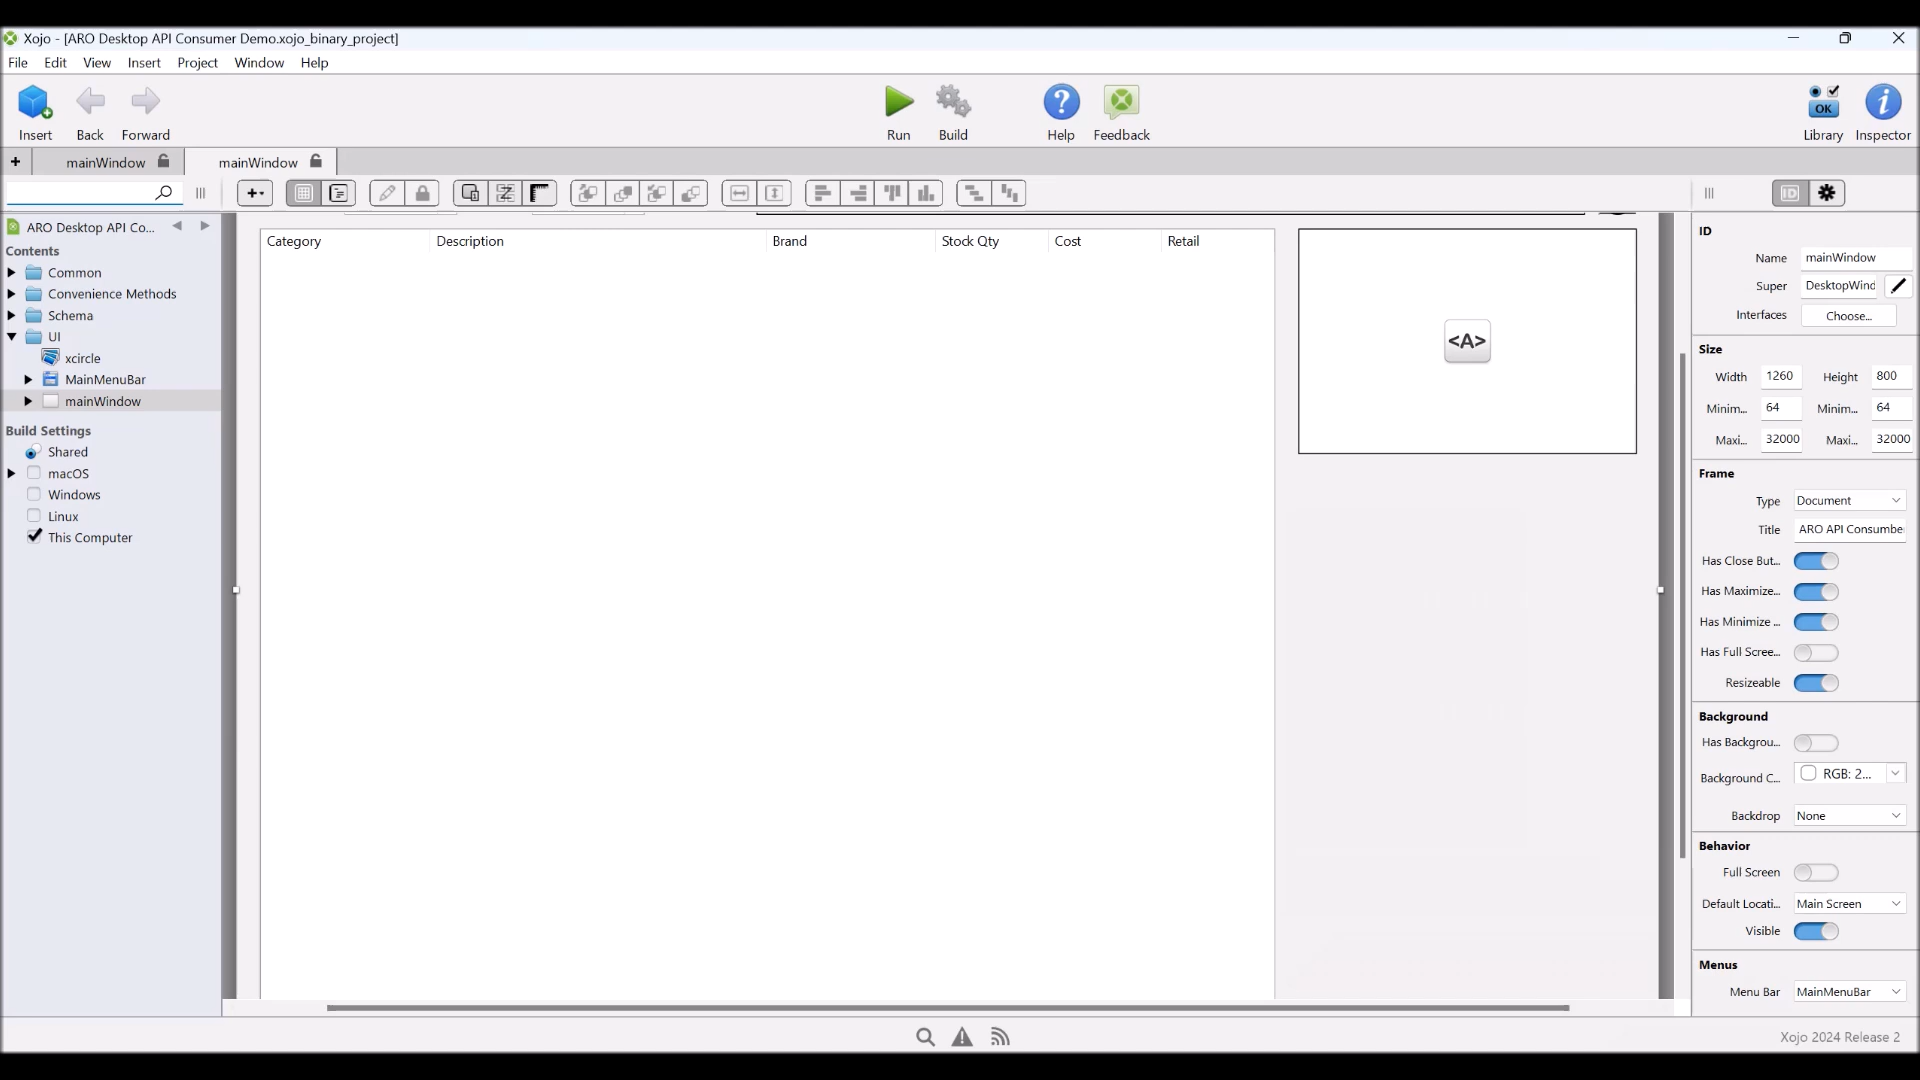 Xojo - [ARO Desktop API Consumer Demo.xojo_binary_project]
File Edit View Insert Project Window Help
Insert Back Forward Run Build Help Feedback OK Library Inspector
+ mainWindow mainWindow
ID
ARO Desktop API Co...
Contents
Common
Convenience Methods
Schema
UI
xcircle
MainMenuBar
mainWindow
Build Settings
Shared
macOS
Windows
Linux
This Computer
Category Description Brand Stock Qty Cost Retail
<A>
ID
Name mainWindow
Super DesktopWind
Interfaces Choose...
Size
Width 1260 Height 800
Minim... 64 Minim... 64
Maxi... 32000 Maxi... 32000
Frame
Type Document
Title ARO API Consumbe
Has Close But...
Has Maximize...
Has Minimize ...
Has Full Scree...
Resizeable
Background
Has Backgrou...
Background C... RGB: 2...
Backdrop None
Behavior
Full Screen
Default Locati... Main Screen
Visible
Menus
Menu Bar MainMenuBar
Xojo 2024 Release 2